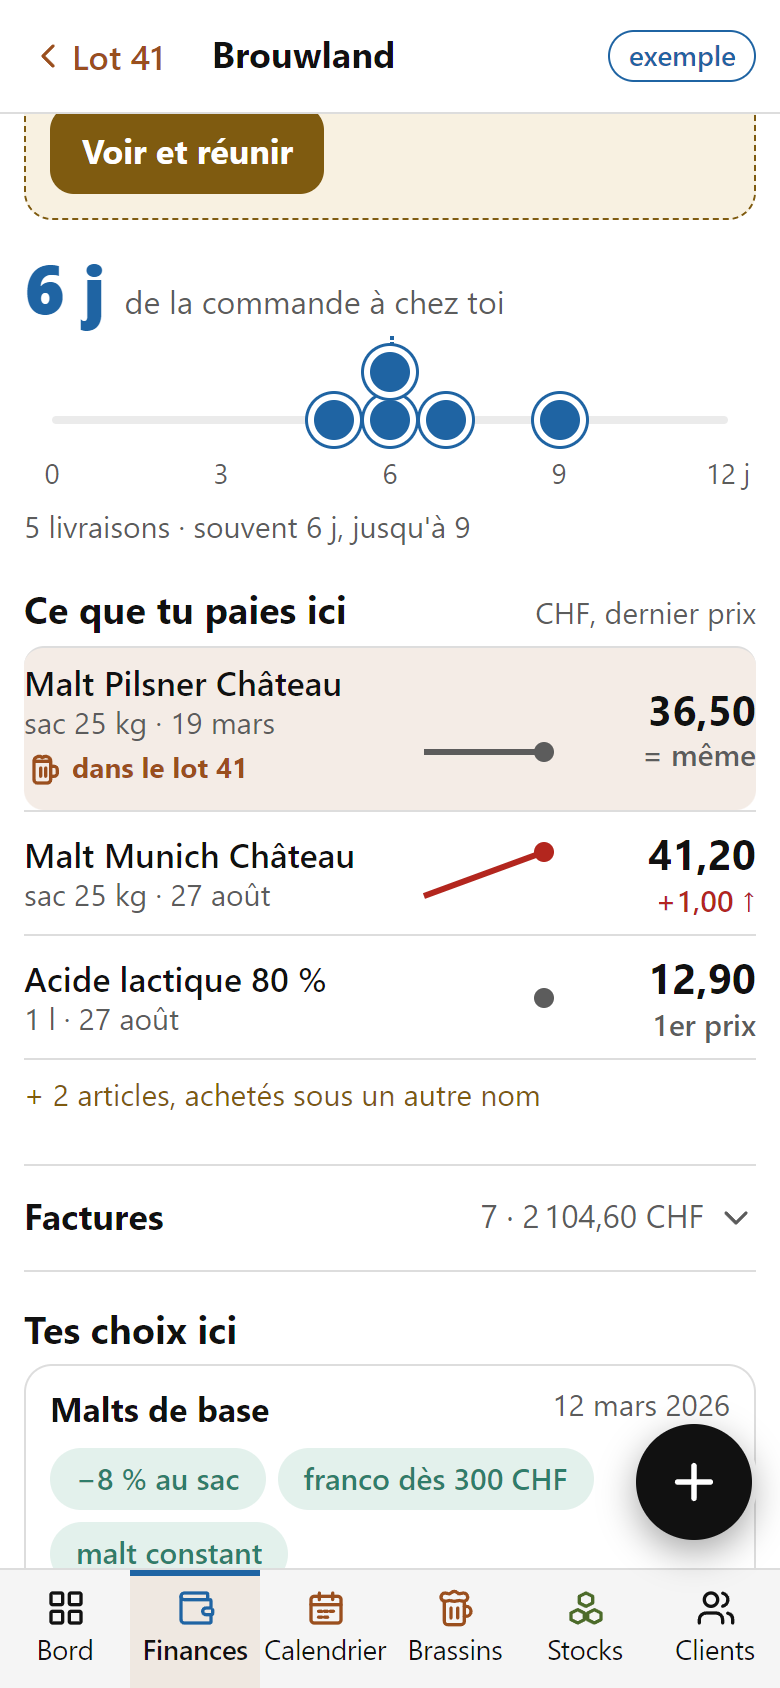 Lot 41
Brouwland
exemple
Voir et réunir
6 j de la commande à chez toi
0 3 6 9 12 j
5 livraisons · souvent 6 j, jusqu'à 9
Ce que tu paies ici
CHF, dernier prix
Malt Pilsner Château
sac 25 kg · 19 mars
dans le lot 41
36,50
= même
Malt Munich Château
sac 25 kg · 27 août
41,20
+1,00 ↑
Acide lactique 80 %
1 l · 27 août
12,90
1er prix
+ 2 articles, achetés sous un autre nom
Factures
7 · 2 104,60 CHF
Tes choix ici
Malts de base
12 mars 2026
−8 % au sac
franco dès 300 CHF
malt constant
Bord
Finances
Calendrier
Brassins
Stocks
Clients